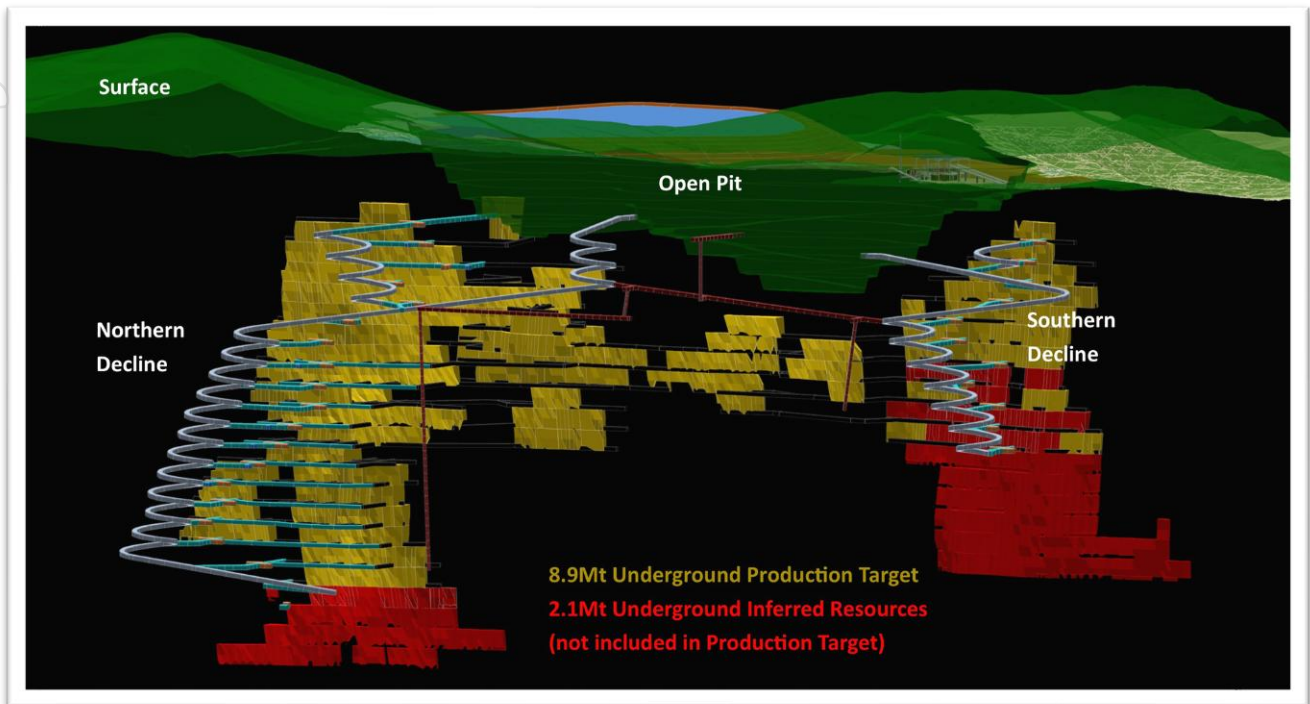 Surface
Open Pit
Northern
Decline
Southern
Decline
8.9Mt Underground Production Target
2.1Mt Underground Inferred Resources
(not included in Production Target)